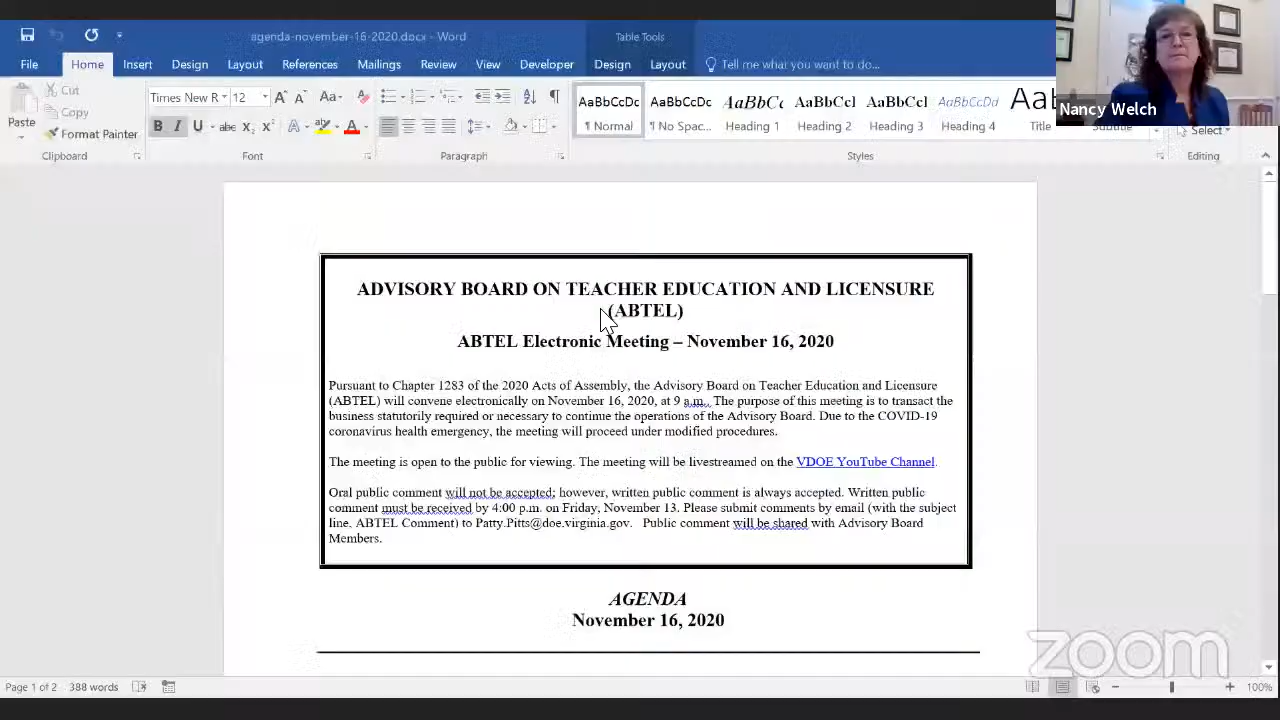 agenda-november-16-2020.docx - Word
Table Tools
File Home Insert Design Layout References Mailings Review View Developer Design Layout Tell me what you want to do...
Nancy Welch
Cut
Copy
Paste
Format Painter
Clipboard
Times New R 12
Font
Paragraph
AaBbCcDc AaBbCcDc AaBbCc AaBbCcl AaBbCcl AaBbCcDd AaB
¶ Normal ¶ No Spac... Heading 1 Heading 2 Heading 3 Heading 4 Title Subtitle
Styles
Select
Editing
ADVISORY BOARD ON TEACHER EDUCATION AND LICENSURE
(ABTEL)
ABTEL Electronic Meeting – November 16, 2020
Pursuant to Chapter 1283 of the 2020 Acts of Assembly, the Advisory Board on Teacher Education and Licensure
(ABTEL) will convene electronically on November 16, 2020, at 9 a.m.. The purpose of this meeting is to transact the
business statutorily required or necessary to continue the operations of the Advisory Board. Due to the COVID-19
coronavirus health emergency, the meeting will proceed under modified procedures.
The meeting is open to the public for viewing. The meeting will be livestreamed on the VDOE YouTube Channel.
Oral public comment will not be accepted; however, written public comment is always accepted. Written public
comment must be received by 4:00 p.m. on Friday, November 13. Please submit comments by email (with the subject
line, ABTEL Comment) to Patty.Pitts@doe.virginia.gov. Public comment will be shared with Advisory Board
Members.
AGENDA
November 16, 2020
zoom
Page 1 of 2 388 words 100%